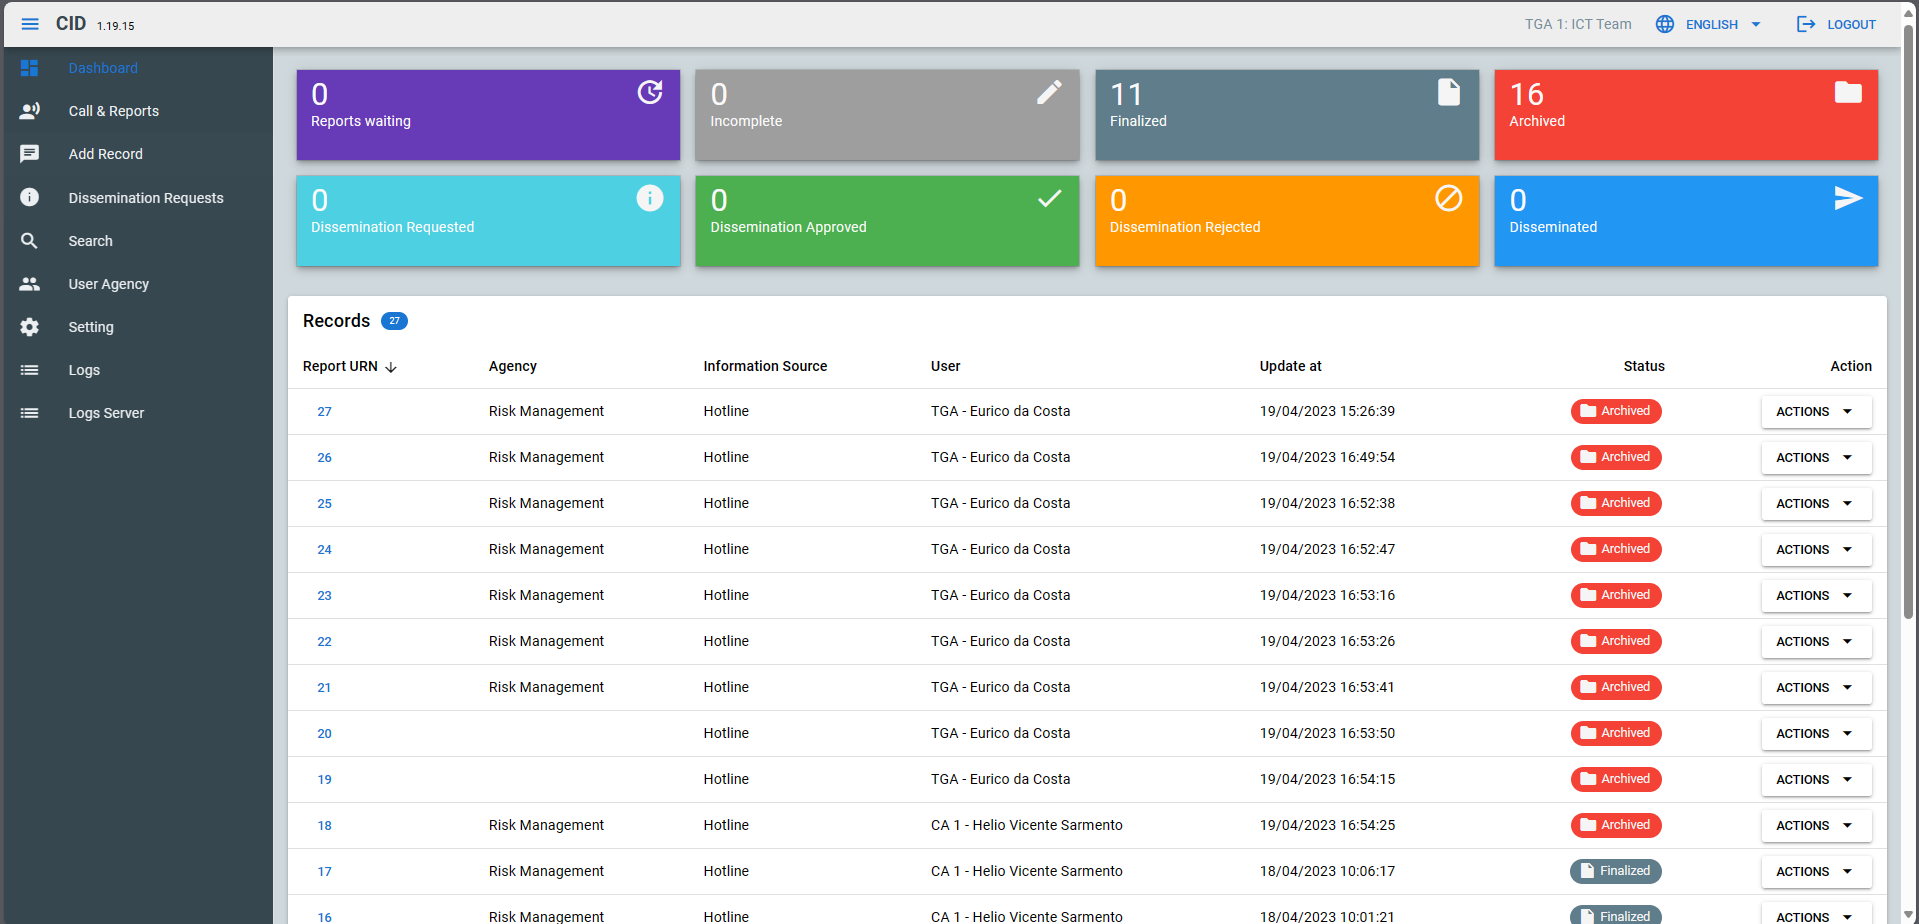 CID 1.19.15
TGA 1: ICT Team
ENGLISH
LOGOUT
Dashboard
Call & Reports
Add Record
Dissemination Requests
Search
User Agency
Setting
Logs
Logs Server
0
Reports waiting
0
Incomplete
11
Finalized
16
Archived
0
Dissemination Requested
0
Dissemination Approved
0
Dissemination Rejected
0
Disseminated
Records 27
Report URN Agency Information Source User Update at Status Action
27 Risk Management Hotline TGA - Eurico da Costa 19/04/2023 15:26:39 Archived ACTIONS
26 Risk Management Hotline TGA - Eurico da Costa 19/04/2023 16:49:54 Archived ACTIONS
25 Risk Management Hotline TGA - Eurico da Costa 19/04/2023 16:52:38 Archived ACTIONS
24 Risk Management Hotline TGA - Eurico da Costa 19/04/2023 16:52:47 Archived ACTIONS
23 Risk Management Hotline TGA - Eurico da Costa 19/04/2023 16:53:16 Archived ACTIONS
22 Risk Management Hotline TGA - Eurico da Costa 19/04/2023 16:53:26 Archived ACTIONS
21 Risk Management Hotline TGA - Eurico da Costa 19/04/2023 16:53:41 Archived ACTIONS
20 Hotline TGA - Eurico da Costa 19/04/2023 16:53:50 Archived ACTIONS
19 Hotline TGA - Eurico da Costa 19/04/2023 16:54:15 Archived ACTIONS
18 Risk Management Hotline CA 1 - Helio Vicente Sarmento 19/04/2023 16:54:25 Archived ACTIONS
17 Risk Management Hotline CA 1 - Helio Vicente Sarmento 18/04/2023 10:06:17 Finalized ACTIONS
16 Risk Management Hotline CA 1 - Helio Vicente Sarmento 18/04/2023 10:01:21 Finalized ACTIONS